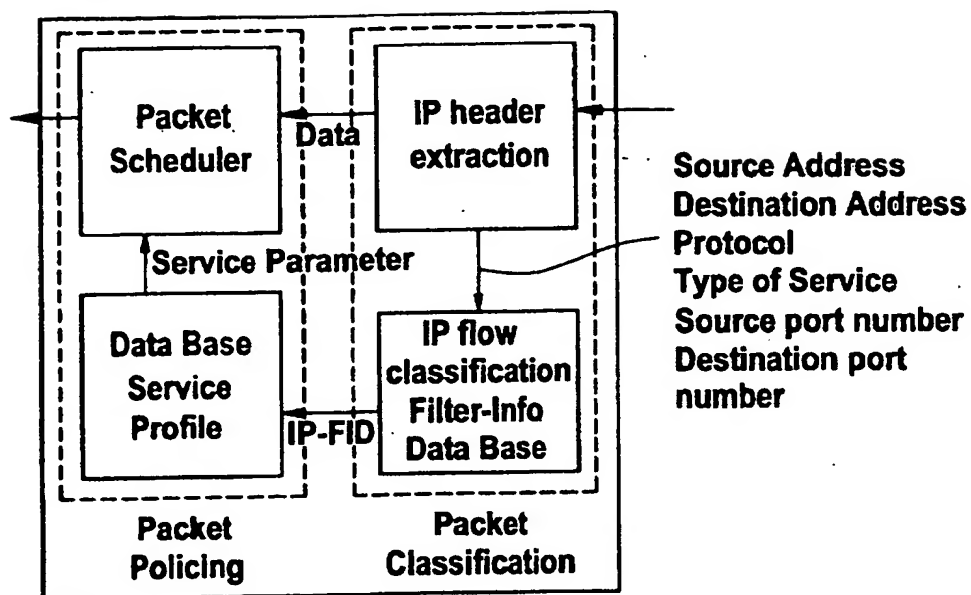 Packet
Scheduler
Data
IP header
extraction
Source Address
Destination Address
Protocol
Type of Service
Source port number
Destination port
number
Service Parameter
Data Base
Service
Profile
IP-FID
IP flow
classification
Filter-Info
Data Base
Packet
Policing
Packet
Classification